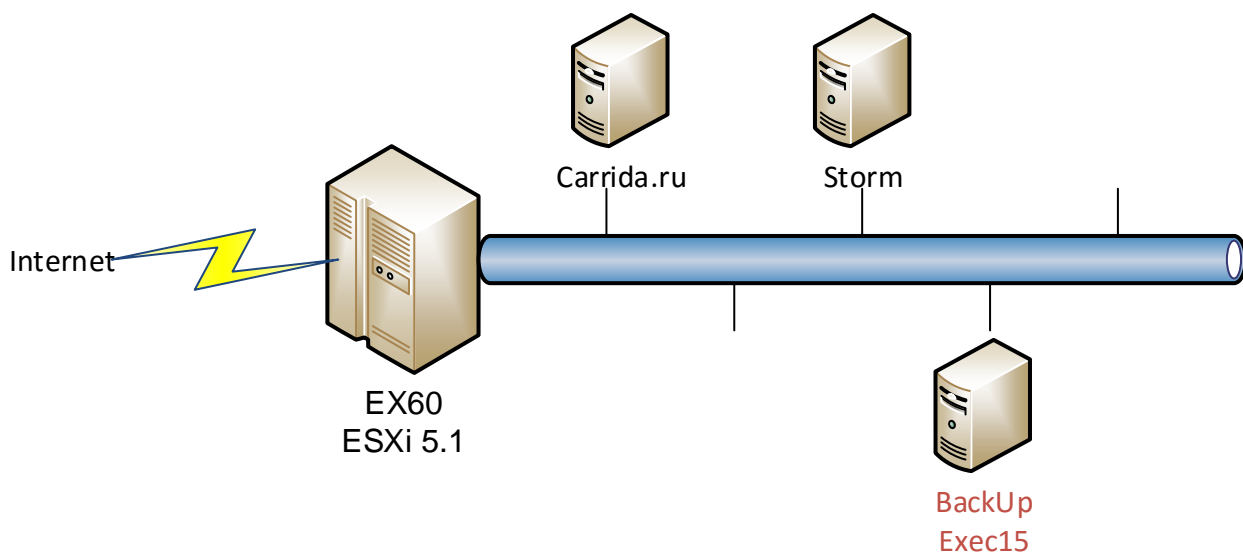 Carrida.ru
Storm
Internet
EX60
ESXi 5.1
BackUp
Exec15